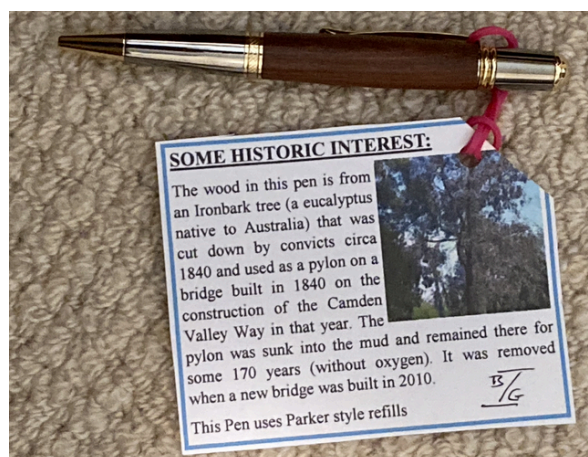 SOME HISTORIC INTEREST:
The wood in this pen is from
an Ironbark tree (a eucalyptus
native to Australia) that was
cut down by convicts circa
1840 and used as a pylon on a
bridge built in 1840 on the
construction of the Camden
Valley Way in that year. The
pylon was sunk into the mud and remained there for
some 170 years (without oxygen). It was removed
when a new bridge was built in 2010.
B/G
This Pen uses Parker style refills